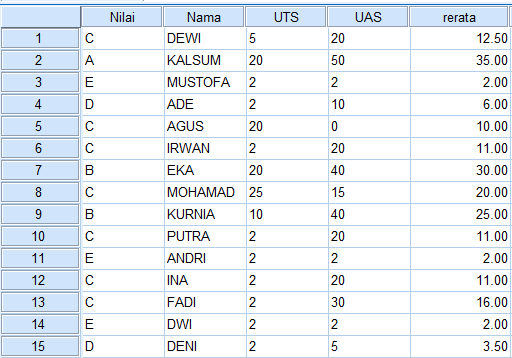 Nilai Nama UTS UAS rerata
1 C DEWI 5 20 12.50
2 A KALSUM 20 50 35.00
3 E MUSTOFA 2 2 2.00
4 D ADE 2 10 6.00
5 C AGUS 20 0 10.00
6 C IRWAN 2 20 11.00
7 B EKA 20 40 30.00
8 C MOHAMAD 25 15 20.00
9 B KURNIA 10 40 25.00
10 C PUTRA 2 20 11.00
11 E ANDRI 2 2 2.00
12 C INA 2 20 11.00
13 C FADI 2 30 16.00
14 E DWI 2 2 2.00
15 D DENI 2 5 3.50